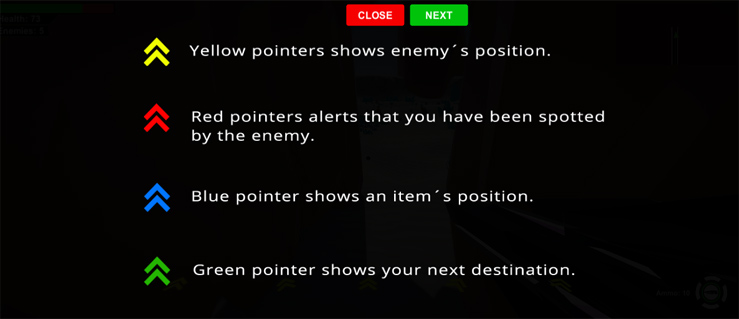 CLOSE NEXT
Yellow pointers shows enemy´s position.
Red pointers alerts that you have been spotted
by the enemy.
Blue pointer shows an item´s position.
Green pointer shows your next destination.